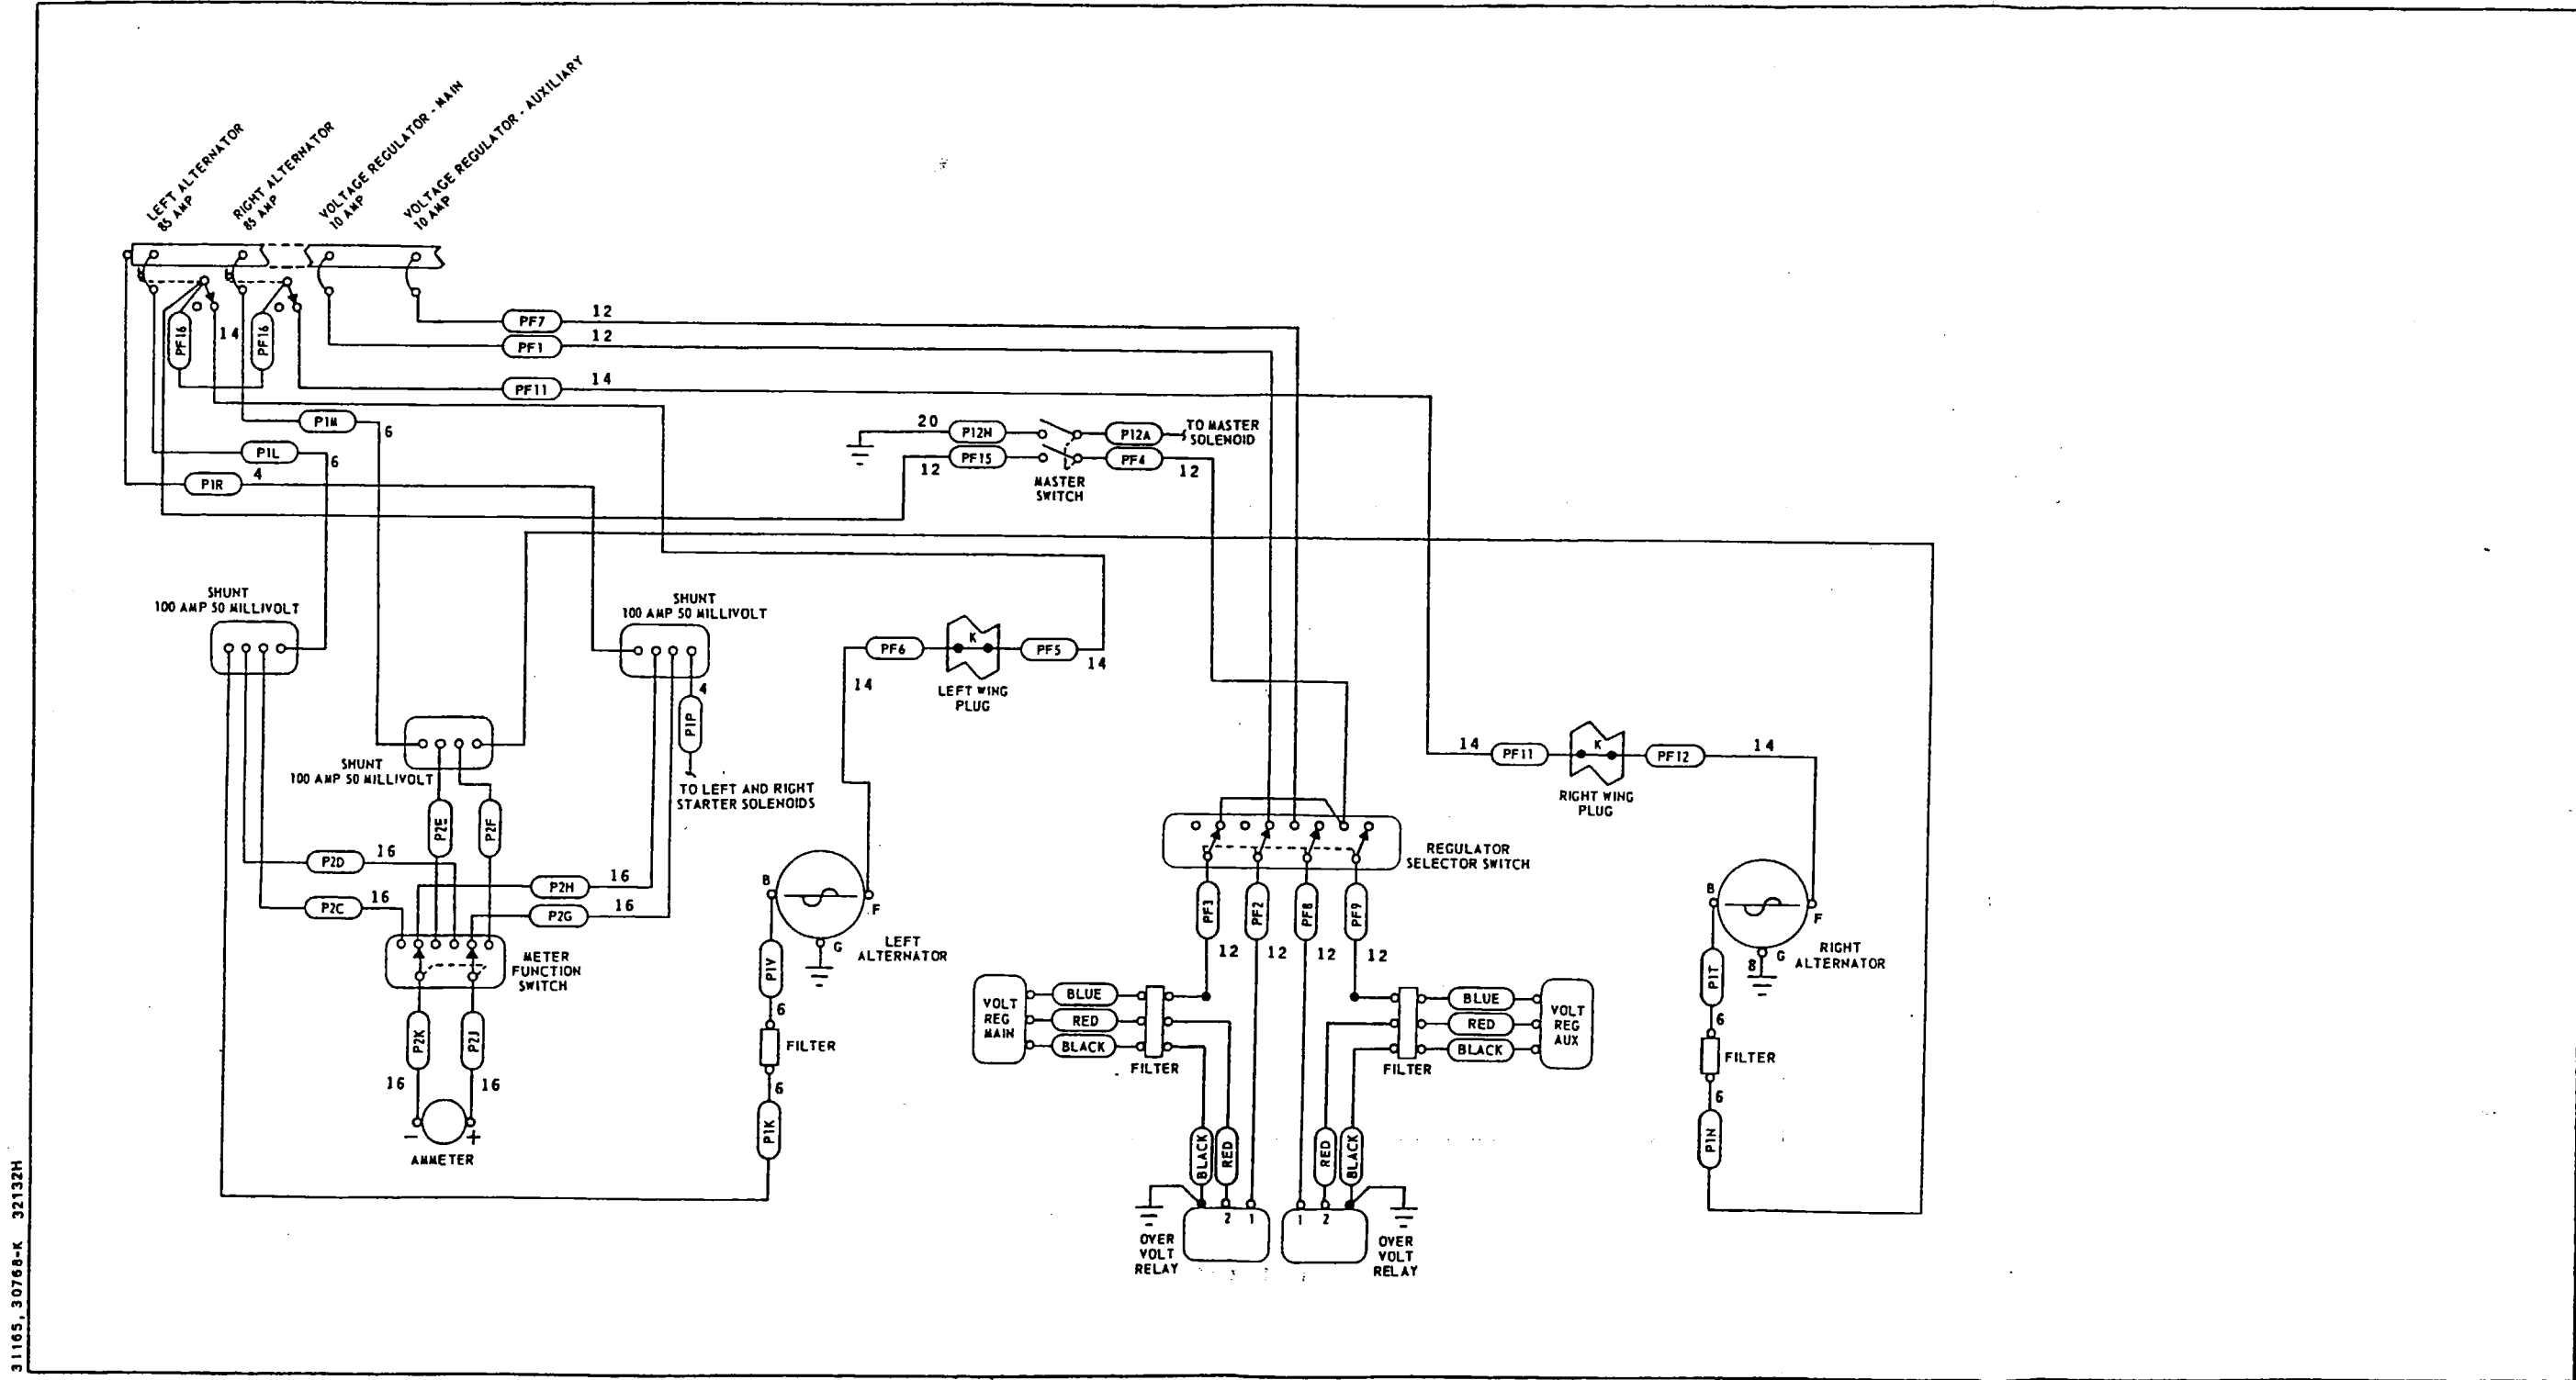 LEFT ALTERNATOR
85 AMP
RIGHT ALTERNATOR
85 AMP
VOLTAGE REGULATOR - MAIN
10 AMP
VOLTAGE REGULATOR - AUXILIARY
10 AMP
PF16
14
PF16
PF7
12
PF1
12
PF11
14
P1M
6
P1L
6
P1R
4
20
P12N
P12A
TO MASTER
SOLENOID
12
PF15
PF4
12
MASTER
SWITCH
SHUNT
100 AMP 50 MILLIVOLT
SHUNT
100 AMP 50 MILLIVOLT
4
P1P
TO LEFT AND RIGHT
STARTER SOLENOIDS
PF6
14
K
PF5
14
LEFT WING
PLUG
SHUNT
100 AMP 50 MILLIVOLT
14
PF11
K
PF12
14
RIGHT WING
PLUG
P2E
P2F
P2D
16
P2C
16
P2H
16
P2G
16
METER
FUNCTION
SWITCH
P2K
P2J
16
16
-
+
AMMETER
B
F
G
LEFT
ALTERNATOR
P1V
6
FILTER
6
P1K
REGULATOR
SELECTOR SWITCH
PF3
PF2
PF8
PF9
12
12
12
12
VOLT
REG
MAIN
BLUE
RED
BLACK
FILTER
BLUE
RED
BLACK
FILTER
VOLT
REG
AUX
BLACK
RED
RED
BLACK
2
1
1
2
OVER
VOLT
RELAY
OVER
VOLT
RELAY
B
F
G
8
RIGHT
ALTERNATOR
P1T
6
FILTER
6
P1N
31165, 30768-K 32132H